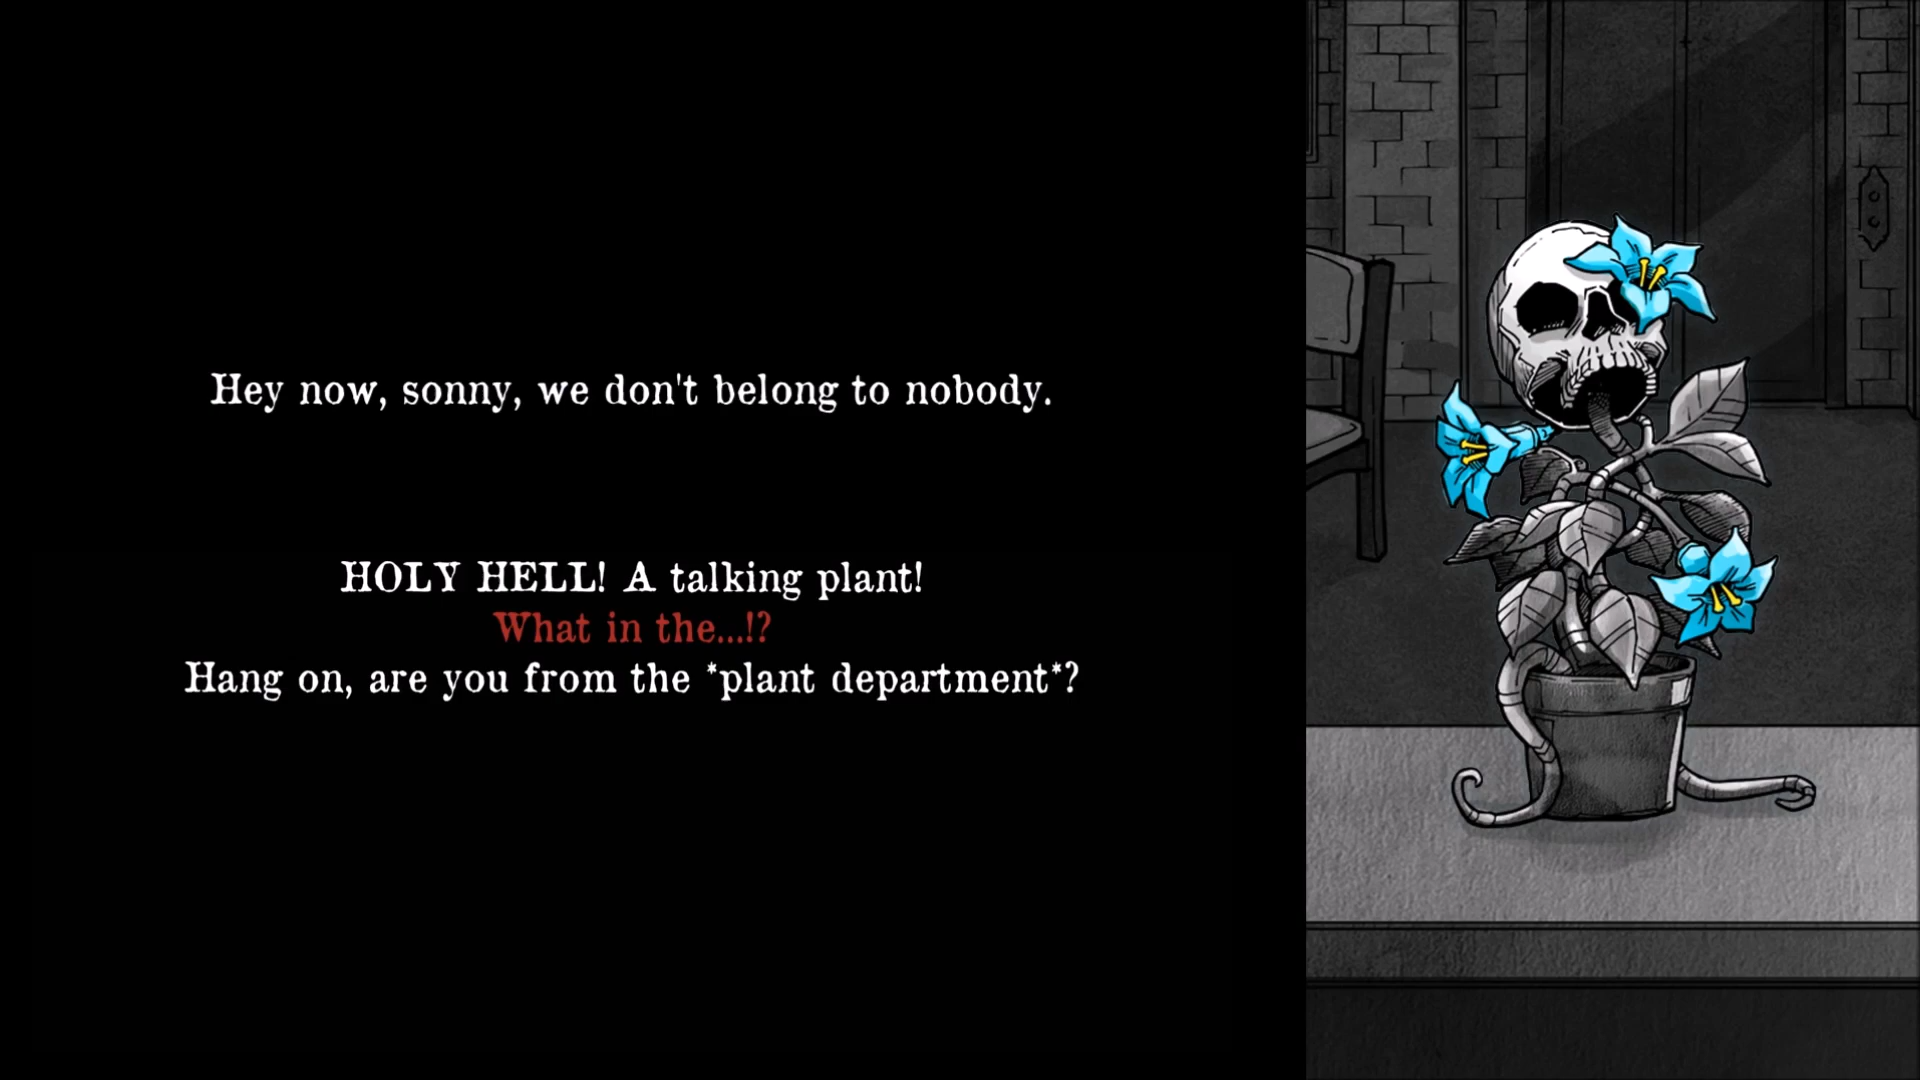 Hey now, sonny, we don't belong to nobody.
HOLY HELL! A talking plant!
What in the...!?
Hang on, are you from the *plant department*?